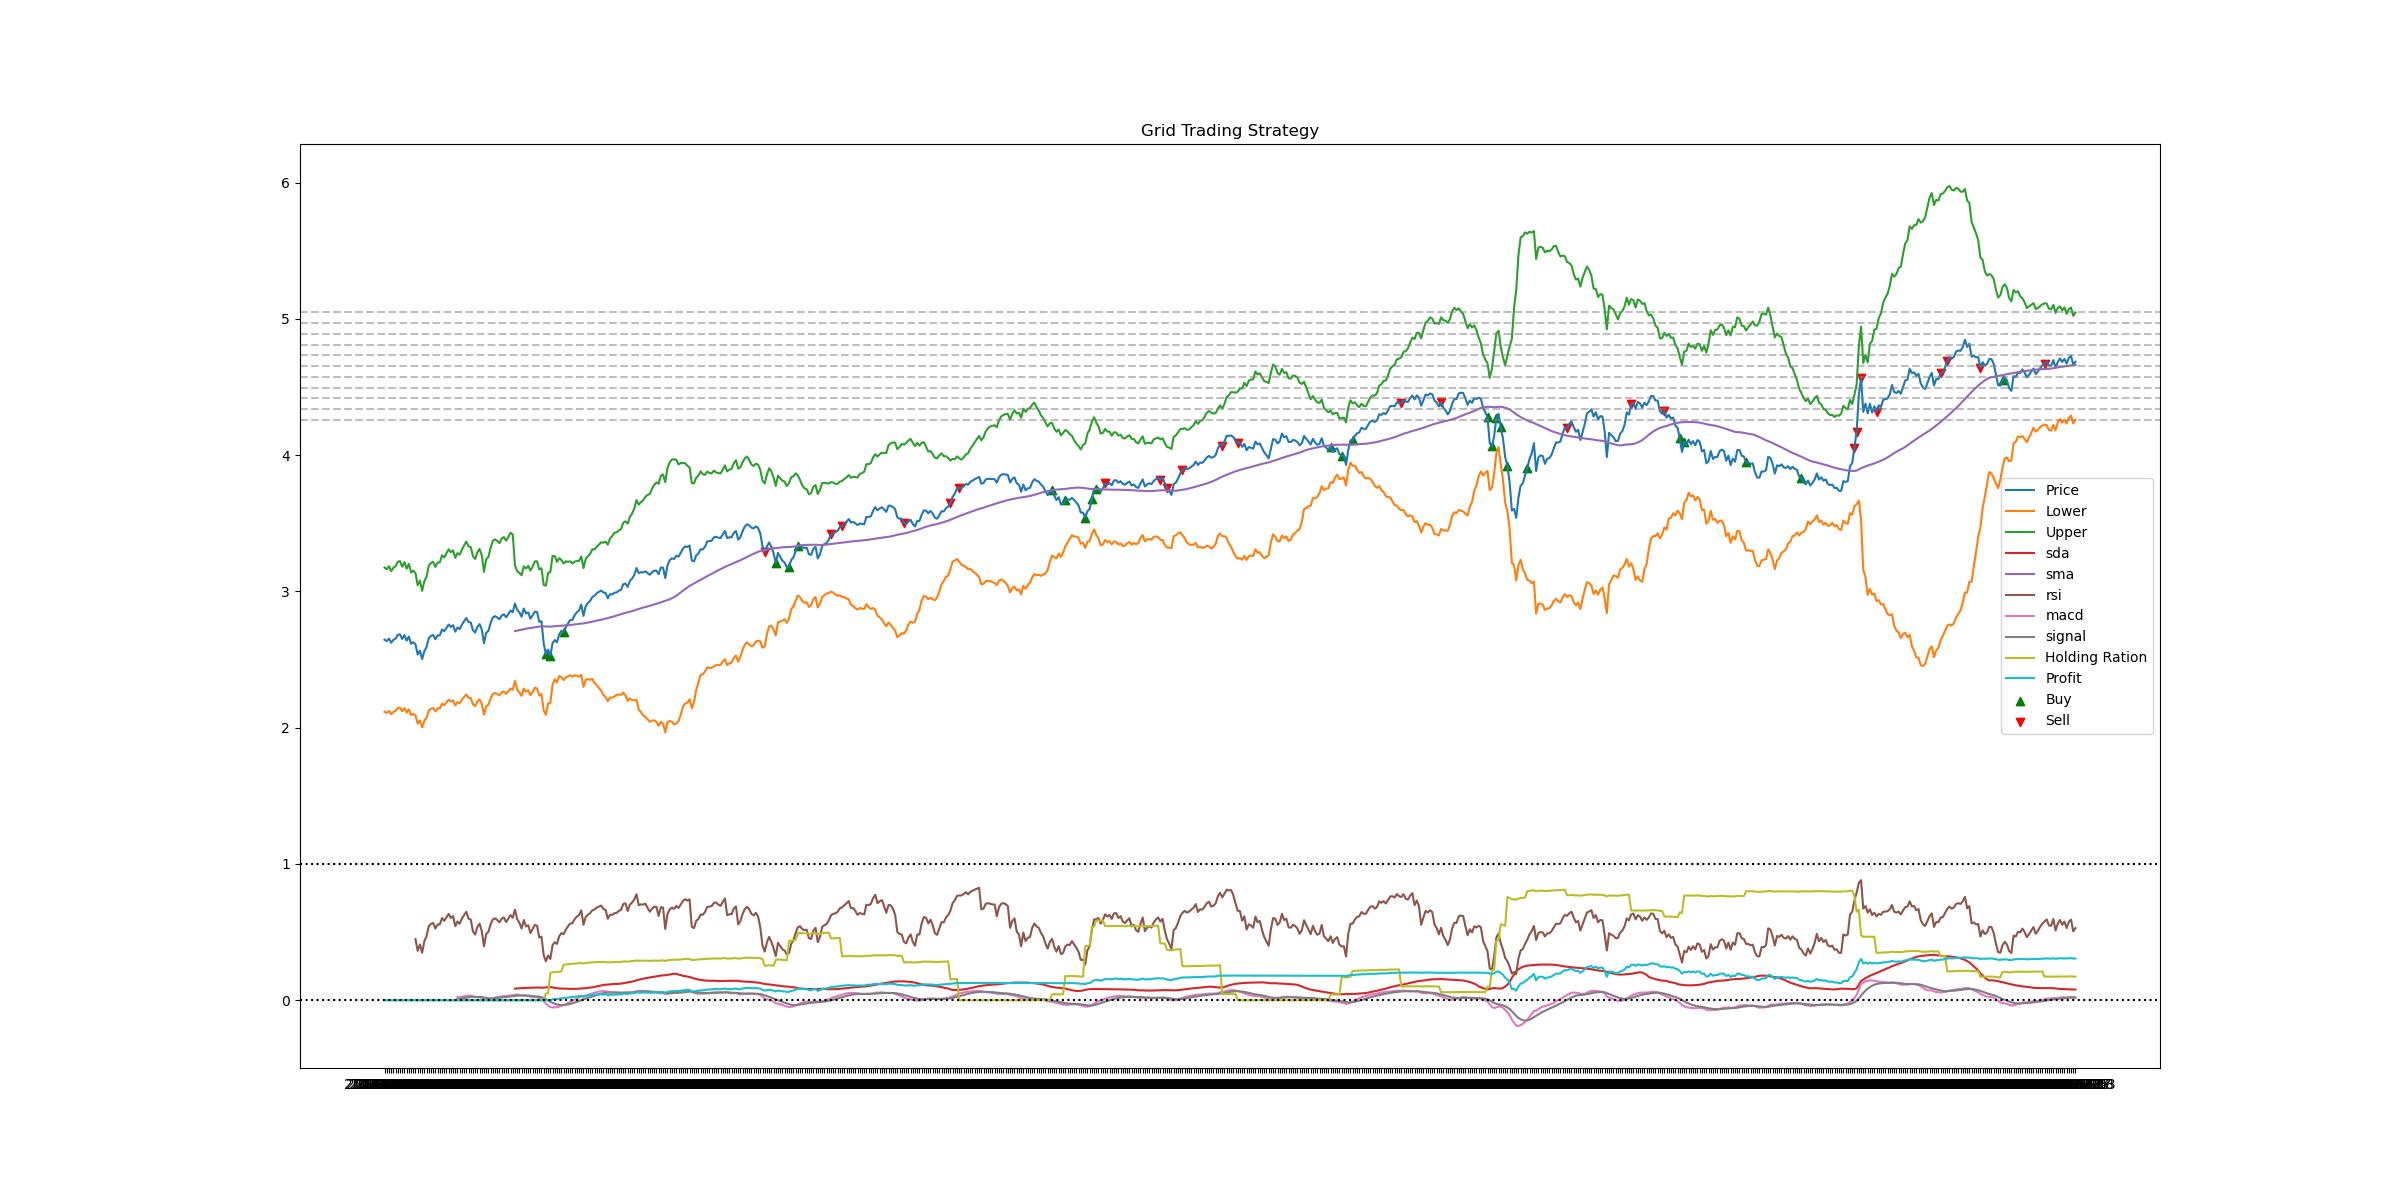 Grid Trading Strategy
6
5
4
3
2
1
0
Price
Lower
Upper
sda
sma
rsi
macd
signal
Holding Ration
Profit
Buy
Sell